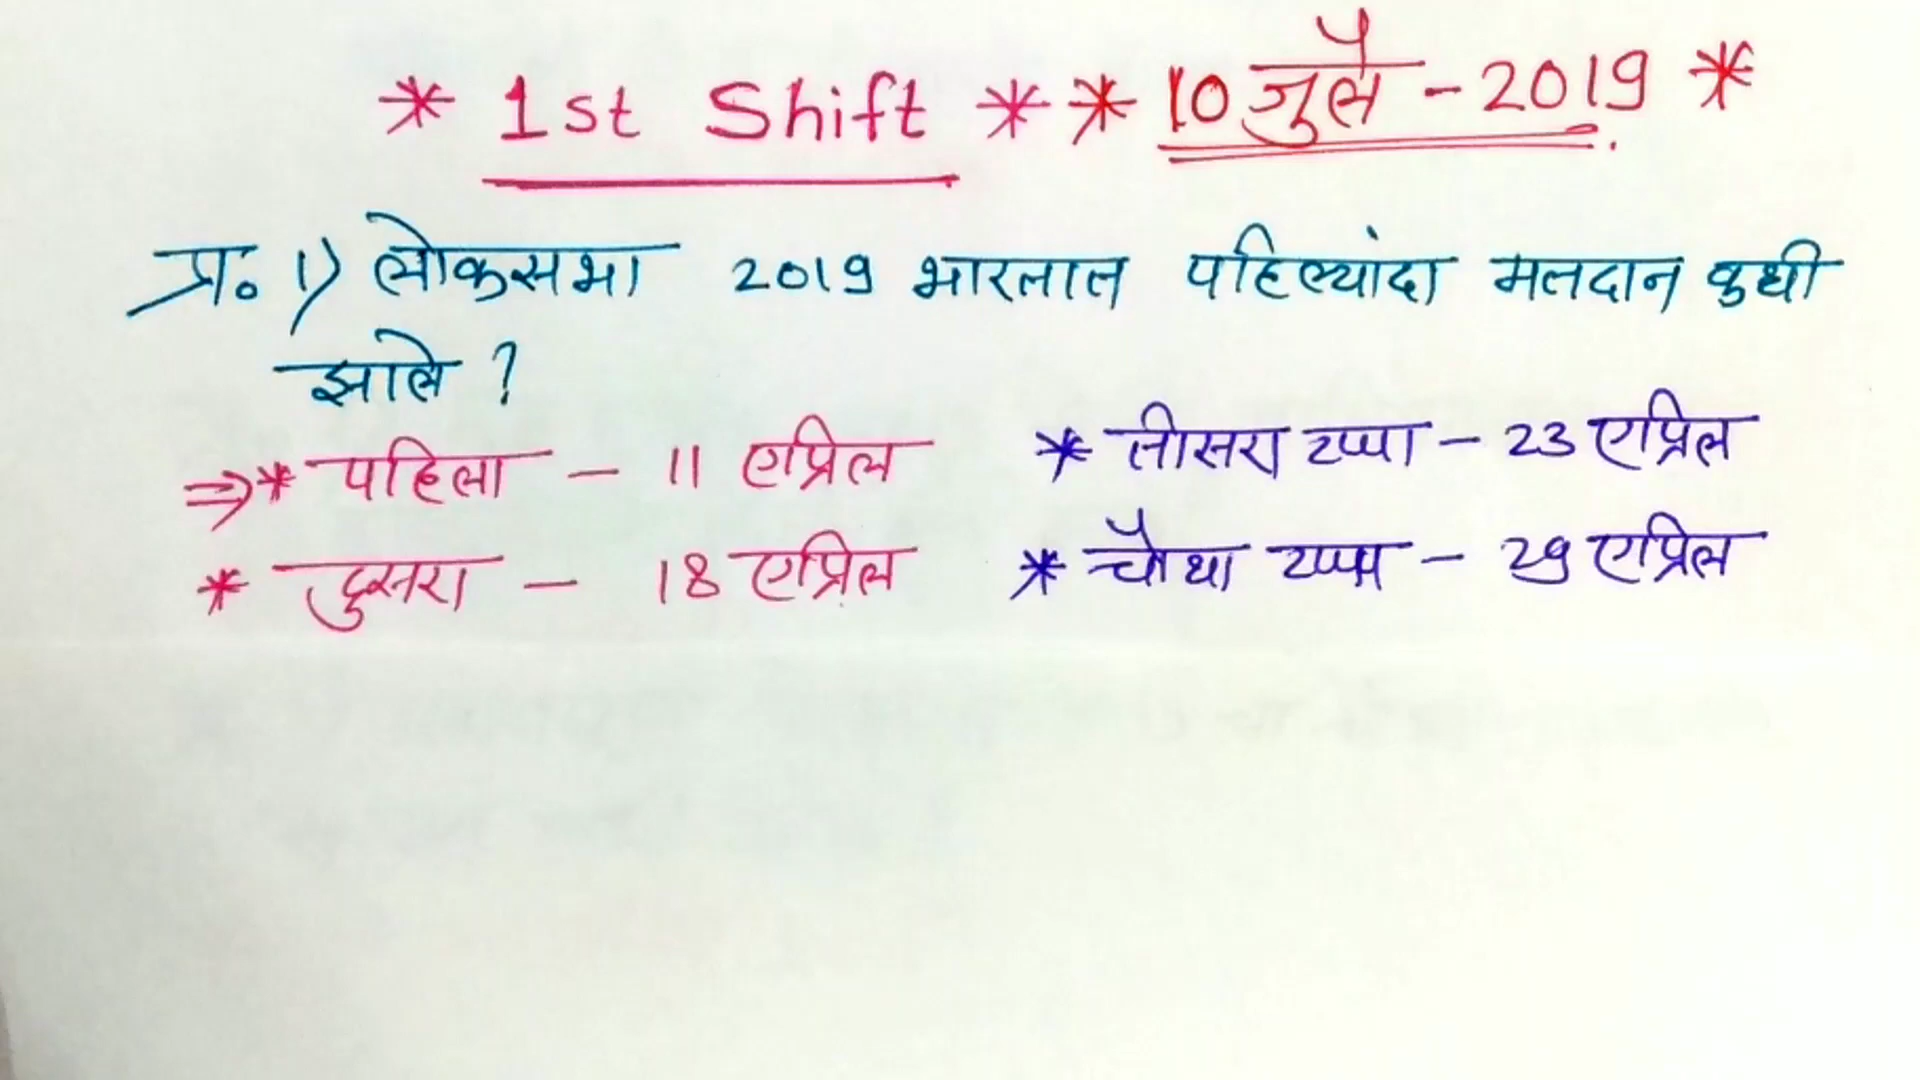 * 1st Shift * * 10 जुलै - 2019 *
प्र. 1) लोकसभा 2019 भारतात पहिल्यांदा मतदान कुधी
झाले ?
⇒ * पहिला – 11 एप्रिल * तीसरा टप्पा – 23 एप्रिल
* दुसरा – 18 एप्रिल * चौथा टप्पा – 29 एप्रिल